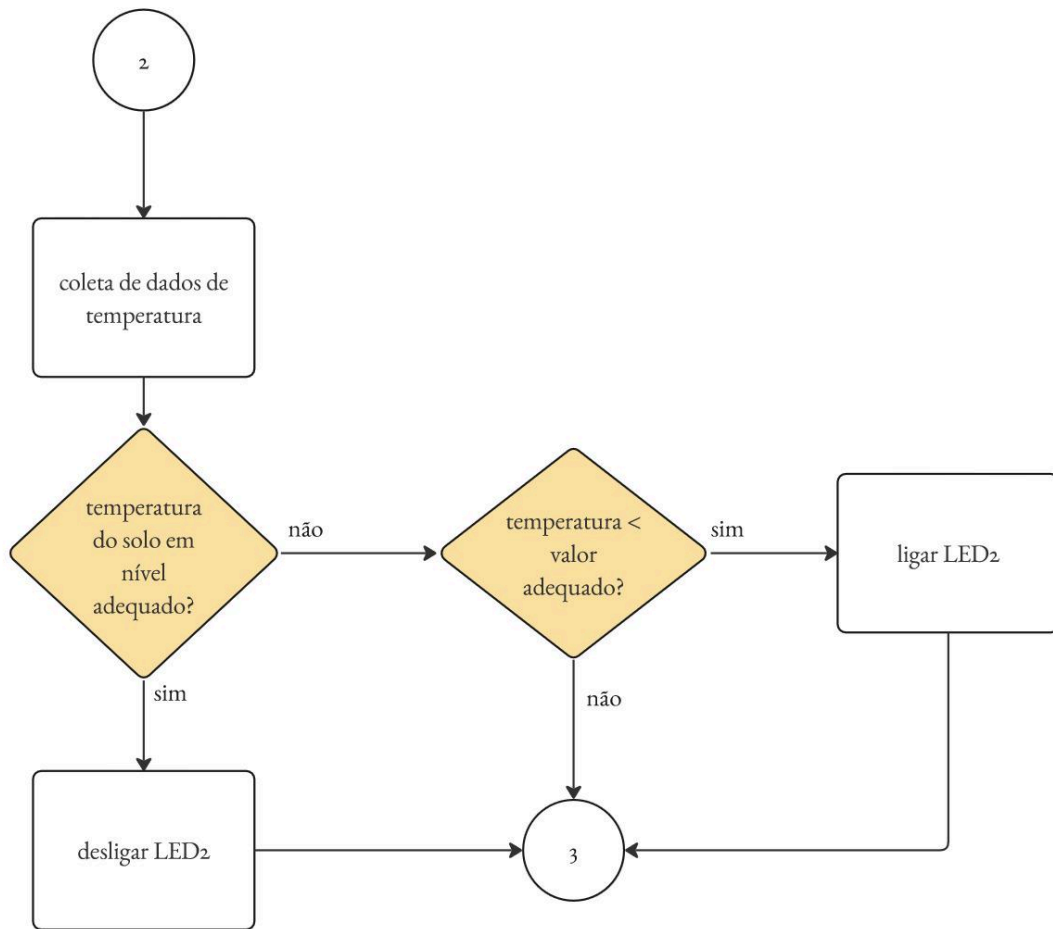 2
coleta de dados de
temperatura
temperatura
do solo em
nível
adequado?
não
temperatura <
valor
adequado?
sim
ligar LED2
sim
não
desligar LED2
3